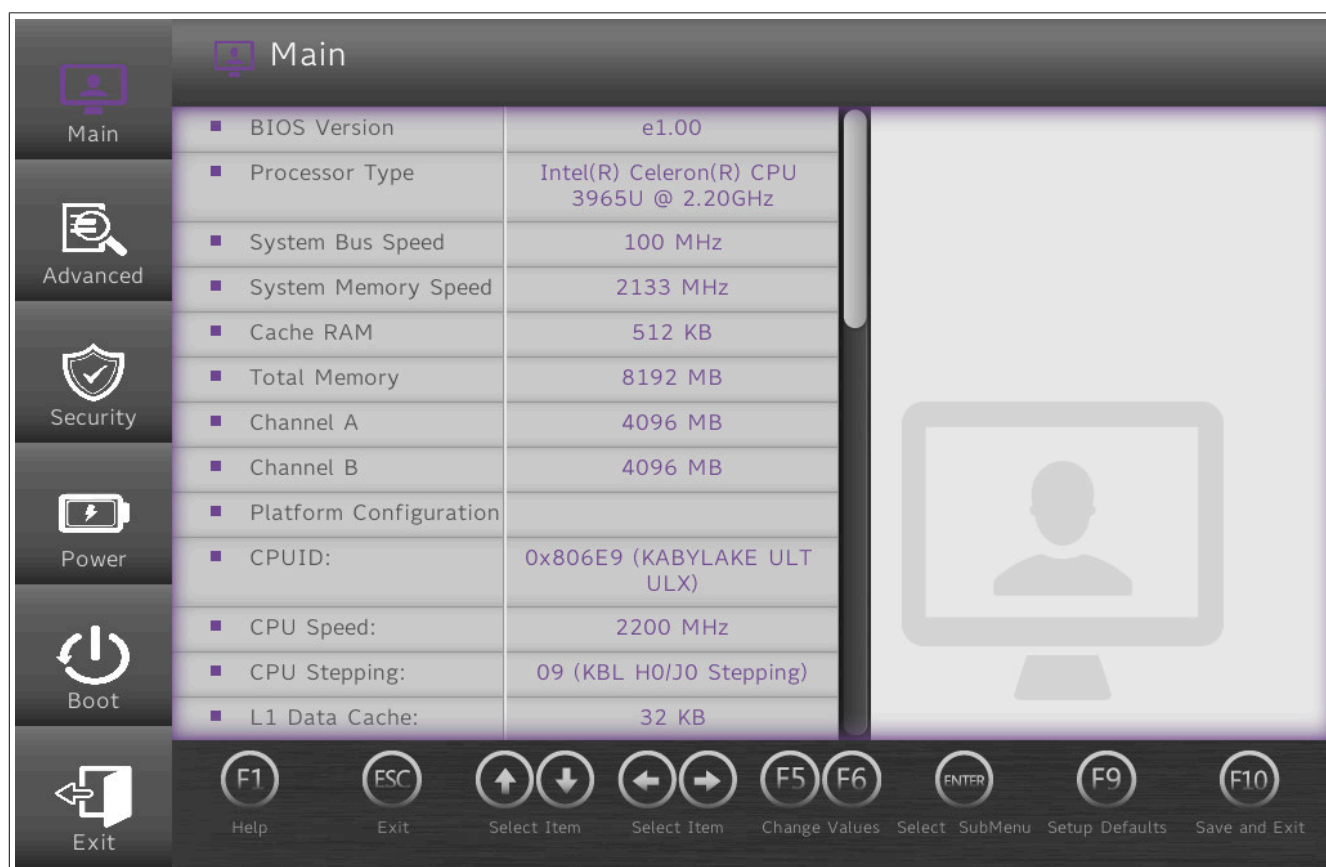 Main
Main
Advanced
Security
Power
Boot
Exit
BIOS Version e1.00
Processor Type Intel(R) Celeron(R) CPU
3965U @ 2.20GHz
System Bus Speed 100 MHz
System Memory Speed 2133 MHz
Cache RAM 512 KB
Total Memory 8192 MB
Channel A 4096 MB
Channel B 4096 MB
Platform Configuration
CPUID: 0x806E9 (KABYLAKE ULT
ULX)
CPU Speed: 2200 MHz
CPU Stepping: 09 (KBL H0/J0 Stepping)
L1 Data Cache: 32 KB
F1 ESC F5 F6 ENTER F9 F10
Help Exit Select Item Select Item Change Values Select SubMenu Setup Defaults Save and Exit